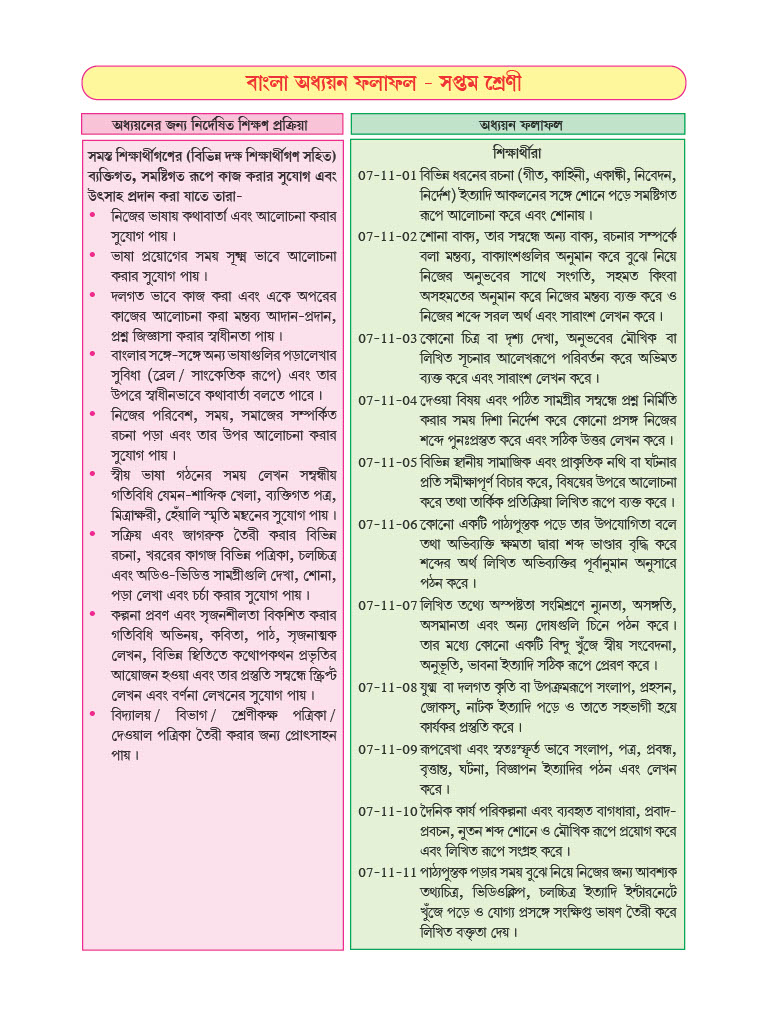 বাংলা অধ্যয়ন ফলাফল - সপ্তম শ্রেণী
অধ্যয়নের জন্য নির্দেষিত শিক্ষণ প্রক্রিয়া
সমস্ত শিক্ষার্থীগণের (বিভিন্ন দক্ষ শিক্ষার্থীগণ সহিত)
ব্যক্তিগত, সমষ্টিগত রূপে কাজ করার সুযোগ এবং
উৎসাহ প্রদান করা যাতে তারা-
• নিজের ভাষায় কথাবার্তা এবং আলোচনা করার
সুযোগ পায়।
• ভাষা প্রয়োগের সময় সূক্ষ্ম ভাবে আলোচনা
করার সুযোগ পায়।
• দলগত ভাবে কাজ করা এবং একে অপরের
কাজের আলোচনা করা মন্তব্য আদান-প্রদান,
প্রশ্ন জিজ্ঞাসা করার স্বাধীনতা পায়।
• বাংলার সঙ্গে-সঙ্গে অন্য ভাষাগুলির পড়ালেখার
সুবিধা (ব্রেল / সাংকেতিক রূপে) এবং তার
উপরে স্বাধীনভাবে কথাবার্তা বলতে পারে।
• নিজের পরিবেশ, সময়, সমাজের সম্পর্কিত
রচনা পড়া এবং তার উপর আলোচনা করার
সুযোগ পায়।
• স্বীয় ভাষা গঠনের সময় লেখন সম্বন্ধীয়
গতিবিধি যেমন-শাব্দিক খেলা, ব্যক্তিগত পত্র,
মিত্রাক্ষরী, হেঁয়ালি স্মৃতি মন্থনের সুযোগ পায়।
• সক্রিয় এবং জাগরুক তৈরী করার বিভিন্ন
রচনা, খররের কাগজ বিভিন্ন পত্রিকা, চলচ্চিত্র
এবং অডিও-ভিডিত্ত সামগ্রীগুলি দেখা, শোনা,
পড়া লেখা এবং চর্চা করার সুযোগ পায়।
• কল্পনা প্রবণ এবং সৃজনশীলতা বিকশিত করার
গতিবিধি অভিনয়, কবিতা, পাঠ, সৃজনাত্মক
লেখন, বিভিন্ন স্থিতিতে কথোপকথন প্রভৃতির
আয়োজন হওয়া এবং তার প্রস্তুতি সম্বন্ধে স্ক্রিপ্ট
লেখন এবং বর্ণনা লেখনের সুযোগ পায়।
• বিদ্যালয় / বিভাগ / শ্রেণীকক্ষ পত্রিকা /
দেওয়াল পত্রিকা তৈরী করার জন্য প্রোৎসাহন
পায়।
অধ্যয়ন ফলাফল
শিক্ষার্থীরা
07-11-01 বিভিন্ন ধরনের রচনা (গীত, কাহিনী, একাঙ্কী, নিবেদন,
নির্দেশ) ইত্যাদি আকলনের সঙ্গে শোনে পড়ে সমষ্টিগত
রূপে আলোচনা করে এবং শোনায়।
07-11-02 শোনা বাক্য, তার সম্বন্ধে অন্য বাক্য, রচনার সম্পর্কে
বলা মন্তব্য, বাক্যাংশগুলির অনুমান করে বুঝে নিয়ে
নিজের অনুভবের সাথে সংগতি, সহমত কিংবা
অসহমতের অনুমান করে নিজের মন্তব্য ব্যক্ত করে ও
নিজের শব্দে সরল অর্থ এবং সারাংশ লেখন করে।
07-11-03 কোনো চিত্র বা দৃশ্য দেখা, অনুভবের মৌখিক বা
লিখিত সূচনার আলেখরূপে পরিবর্তন করে অভিমত
ব্যক্ত করে এবং সারাংশ লেখন করে।
07-11-04 দেওয়া বিষয় এবং পঠিত সামগ্রীর সম্বন্ধে প্রশ্ন নির্মিতি
করার সময় দিশা নির্দেশ করে কোনো প্রসঙ্গ নিজের
শব্দে পুনঃপ্রস্তুত করে এবং সঠিক উত্তর লেখন করে।
07-11-05 বিভিন্ন স্থানীয় সামাজিক এবং প্রাকৃতিক নথি বা ঘটনার
প্রতি সমীক্ষাপূর্ণ বিচার করে, বিষয়ের উপরে আলোচনা
করে তথা তার্কিক প্রতিক্রিয়া লিখিত রূপে ব্যক্ত করে।
07-11-06 কোনো একটি পাঠ্যপুস্তক পড়ে তার উপযোগিতা বলে
তথা অভিব্যক্তি ক্ষমতা দ্বারা শব্দ ভাণ্ডার বৃদ্ধি করে
শব্দের অর্থ লিখিত অভিব্যক্তির পূর্বানুমান অনুসারে
পঠন করে।
07-11-07 লিখিত তথ্যে অস্পষ্টতা সংমিশ্রণে ন্যুনতা, অসঙ্গতি,
অসমানতা এবং অন্য দোষগুলি চিনে পঠন করে।
তার মধ্যে কোনো একটি বিন্দু খুঁজে স্বীয় সংবেদনা,
অনুভূতি, ভাবনা ইত্যাদি সঠিক রূপে প্রেরণ করে।
07-11-08 যুগ্ম বা দলগত কৃতি বা উপক্রমরূপে সংলাপ, প্রহসন,
জোকস্, নাটক ইত্যাদি পড়ে ও তাতে সহভাগী হয়ে
কার্যকর প্রস্তুতি করে।
07-11-09 রূপরেখা এবং স্বতঃস্ফূর্ত ভাবে সংলাপ, পত্র, প্রবন্ধ,
বৃত্তান্ত, ঘটনা, বিজ্ঞাপন ইত্যাদির পঠন এবং লেখন
করে।
07-11-10 দৈনিক কার্য পরিকল্পনা এবং ব্যবহৃত বাগধারা, প্রবাদ-
প্রবচন, নুতন শব্দ শোনে ও মৌখিক রূপে প্রয়োগ করে
এবং লিখিত রূপে সংগ্রহ করে।
07-11-11 পাঠ্যপুস্তক পড়ার সময় বুঝে নিয়ে নিজের জন্য আবশ্যক
তথ্যচিত্র, ভিডিওক্লিপ, চলচ্চিত্র ইত্যাদি ইন্টারনেটে
খুঁজে পড়ে ও যোগ্য প্রসঙ্গে সংক্ষিপ্ত ভাষণ তৈরী করে
লিখিত বক্তৃতা দেয়।